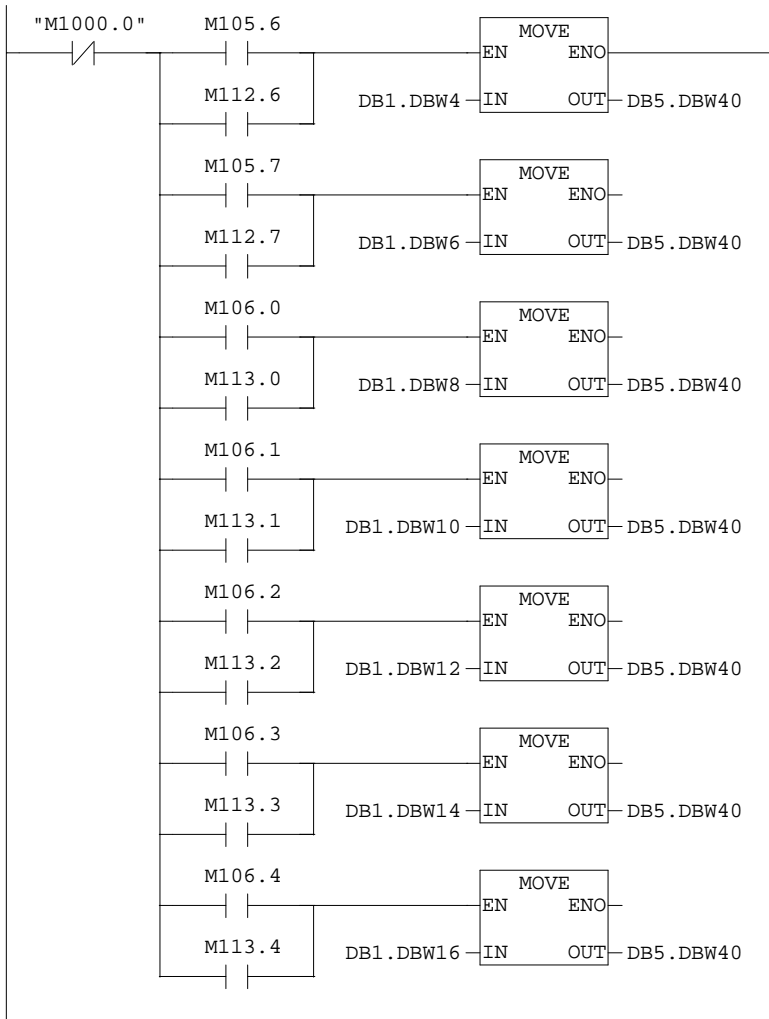 "M1000.0" M105.6 MOVE
EN ENO
M112.6
DB1.DBW4 IN OUT DB5.DBW40
M105.7 MOVE
EN ENO
M112.7
DB1.DBW6 IN OUT DB5.DBW40
M106.0 MOVE
EN ENO
M113.0
DB1.DBW8 IN OUT DB5.DBW40
M106.1 MOVE
EN ENO
M113.1
DB1.DBW10 IN OUT DB5.DBW40
M106.2 MOVE
EN ENO
M113.2
DB1.DBW12 IN OUT DB5.DBW40
M106.3 MOVE
EN ENO
M113.3
DB1.DBW14 IN OUT DB5.DBW40
M106.4 MOVE
EN ENO
M113.4
DB1.DBW16 IN OUT DB5.DBW40